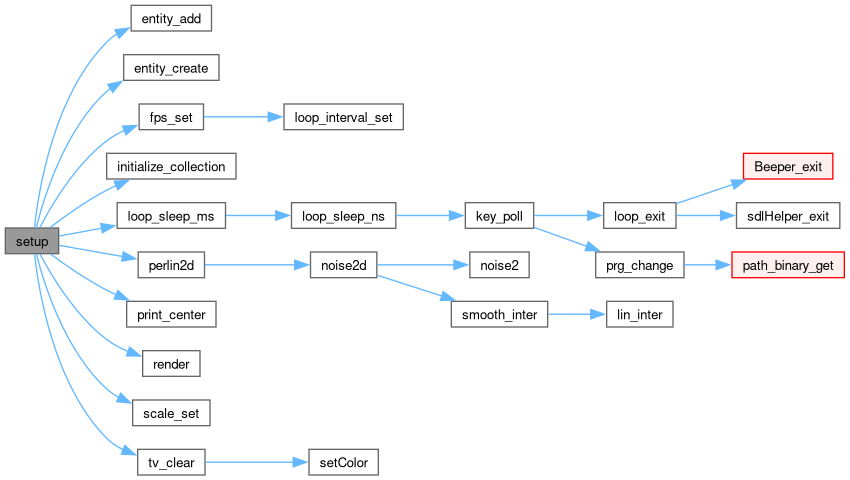 setup
entity_add
entity_create
fps_set
loop_interval_set
initialize_collection
loop_sleep_ms
loop_sleep_ns
key_poll
loop_exit
Beeper_exit
sdlHelper_exit
prg_change
path_binary_get
perlin2d
noise2d
noise2
smooth_inter
lin_inter
print_center
render
scale_set
tv_clear
setColor